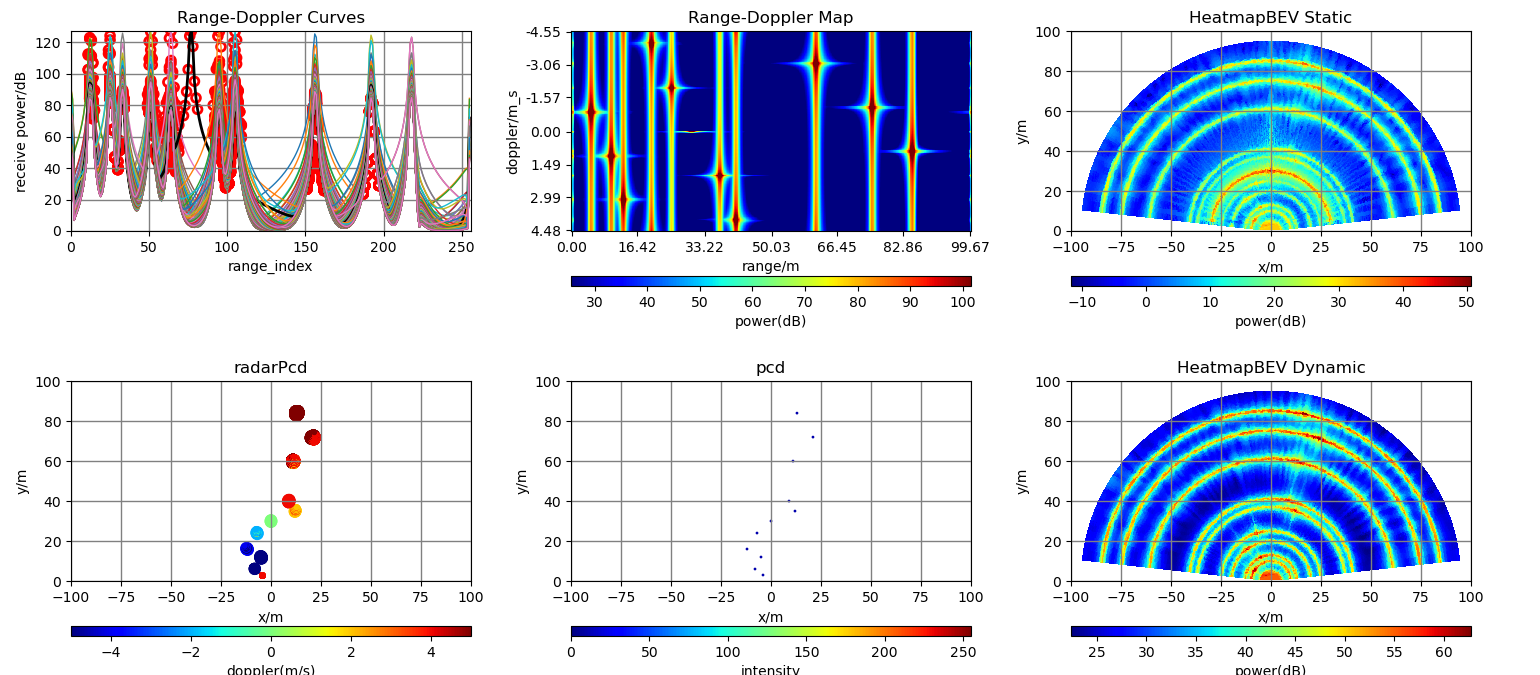 Range-Doppler Curves
receive power/dB
120
100
80
60
40
20
0
0 50 100 150 200 250
range_index
Range-Doppler Map
doppler/m_s
-4.55
-3.06
-1.57
0.00
1.49
2.99
4.48
0.00 16.42 33.22 50.03 66.45 82.86 99.67
range/m
30 40 50 60 70 80 90 100
power(dB)
HeatmapBEV Static
y/m
100
80
60
40
20
0
−100 −75 −50 −25 0 25 50 75 100
x/m
−10 0 10 20 30 40 50
power(dB)
radarPcd
y/m
100
80
60
40
20
0
−100 −75 −50 −25 0 25 50 75 100
x/m
−4 −2 0 2 4
doppler(m/s)
pcd
y/m
100
80
60
40
20
0
−100 −75 −50 −25 0 25 50 75 100
x/m
0 50 100 150 200 250
intensity
HeatmapBEV Dynamic
y/m
100
80
60
40
20
0
−100 −75 −50 −25 0 25 50 75 100
x/m
25 30 35 40 45 50 55 60
power(dB)